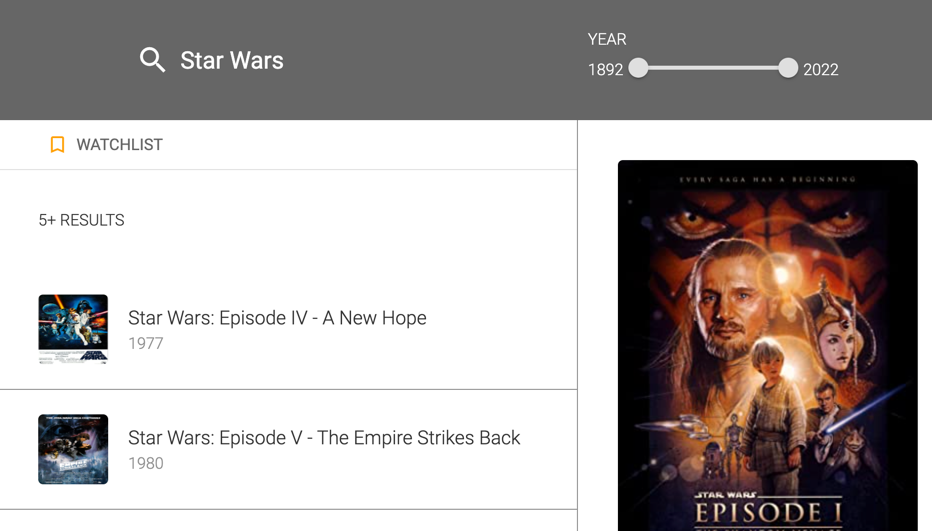 Star Wars
YEAR
1892
2022
WATCHLIST
5+ RESULTS
Star Wars: Episode IV - A New Hope
1977
Star Wars: Episode V - The Empire Strikes Back
1980
EVERY SAGA HAS A BEGINNING
STAR WARS
EPISODE I